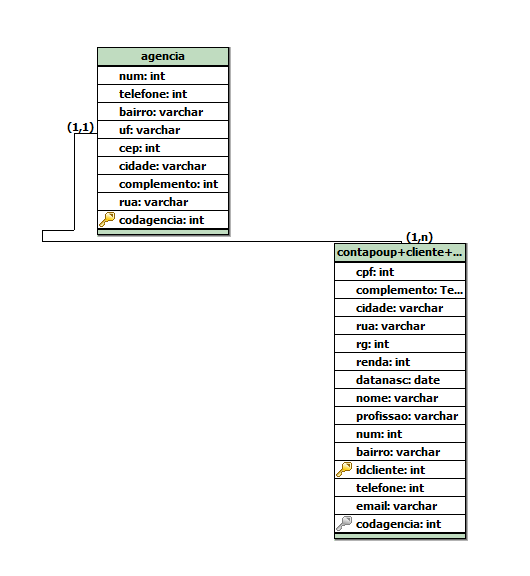 agencia
num: int
telefone: int
bairro: varchar
(1,1)
uf: varchar
cep: int
cidade: varchar
complemento: int
rua: varchar
codagencia: int
(1,n)
contapoup+cliente+...
cpf: int
complemento: Te...
cidade: varchar
rua: varchar
rg: int
renda: int
datanasc: date
nome: varchar
profissao: varchar
num: int
bairro: varchar
idcliente: int
telefone: int
email: varchar
codagencia: int